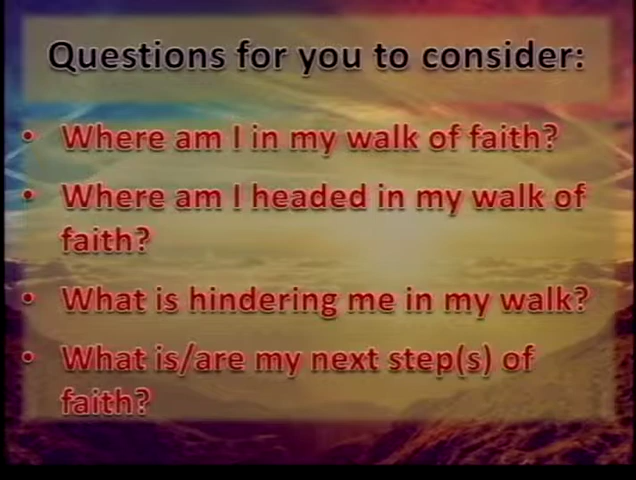 Questions for you to consider:
• Where am I in my walk of faith?
• Where am I headed in my walk of
faith?
• What is hindering me in my walk?
• What is/are my next step(s) of
faith?